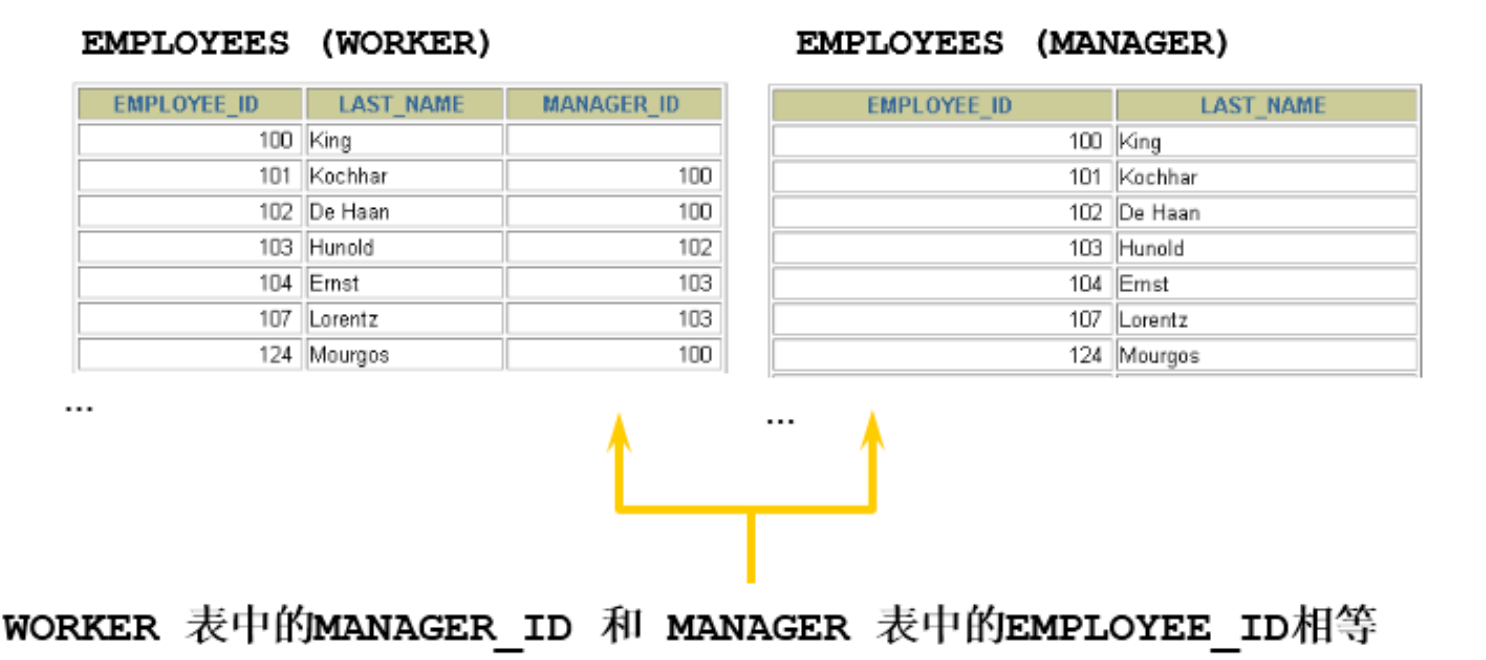 EMPLOYEES (WORKER)
EMPLOYEE_ID LAST_NAME MANAGER_ID
100 King
101 Kochhar 100
102 De Haan 100
103 Hunold 102
104 Ernst 103
107 Lorentz 103
124 Mourgos 100
...
EMPLOYEES (MANAGER)
EMPLOYEE_ID LAST_NAME
100 King
101 Kochhar
102 De Haan
103 Hunold
104 Ernst
107 Lorentz
124 Mourgos
...
WORKER 表中的MANAGER_ID 和 MANAGER 表中的EMPLOYEE_ID相等